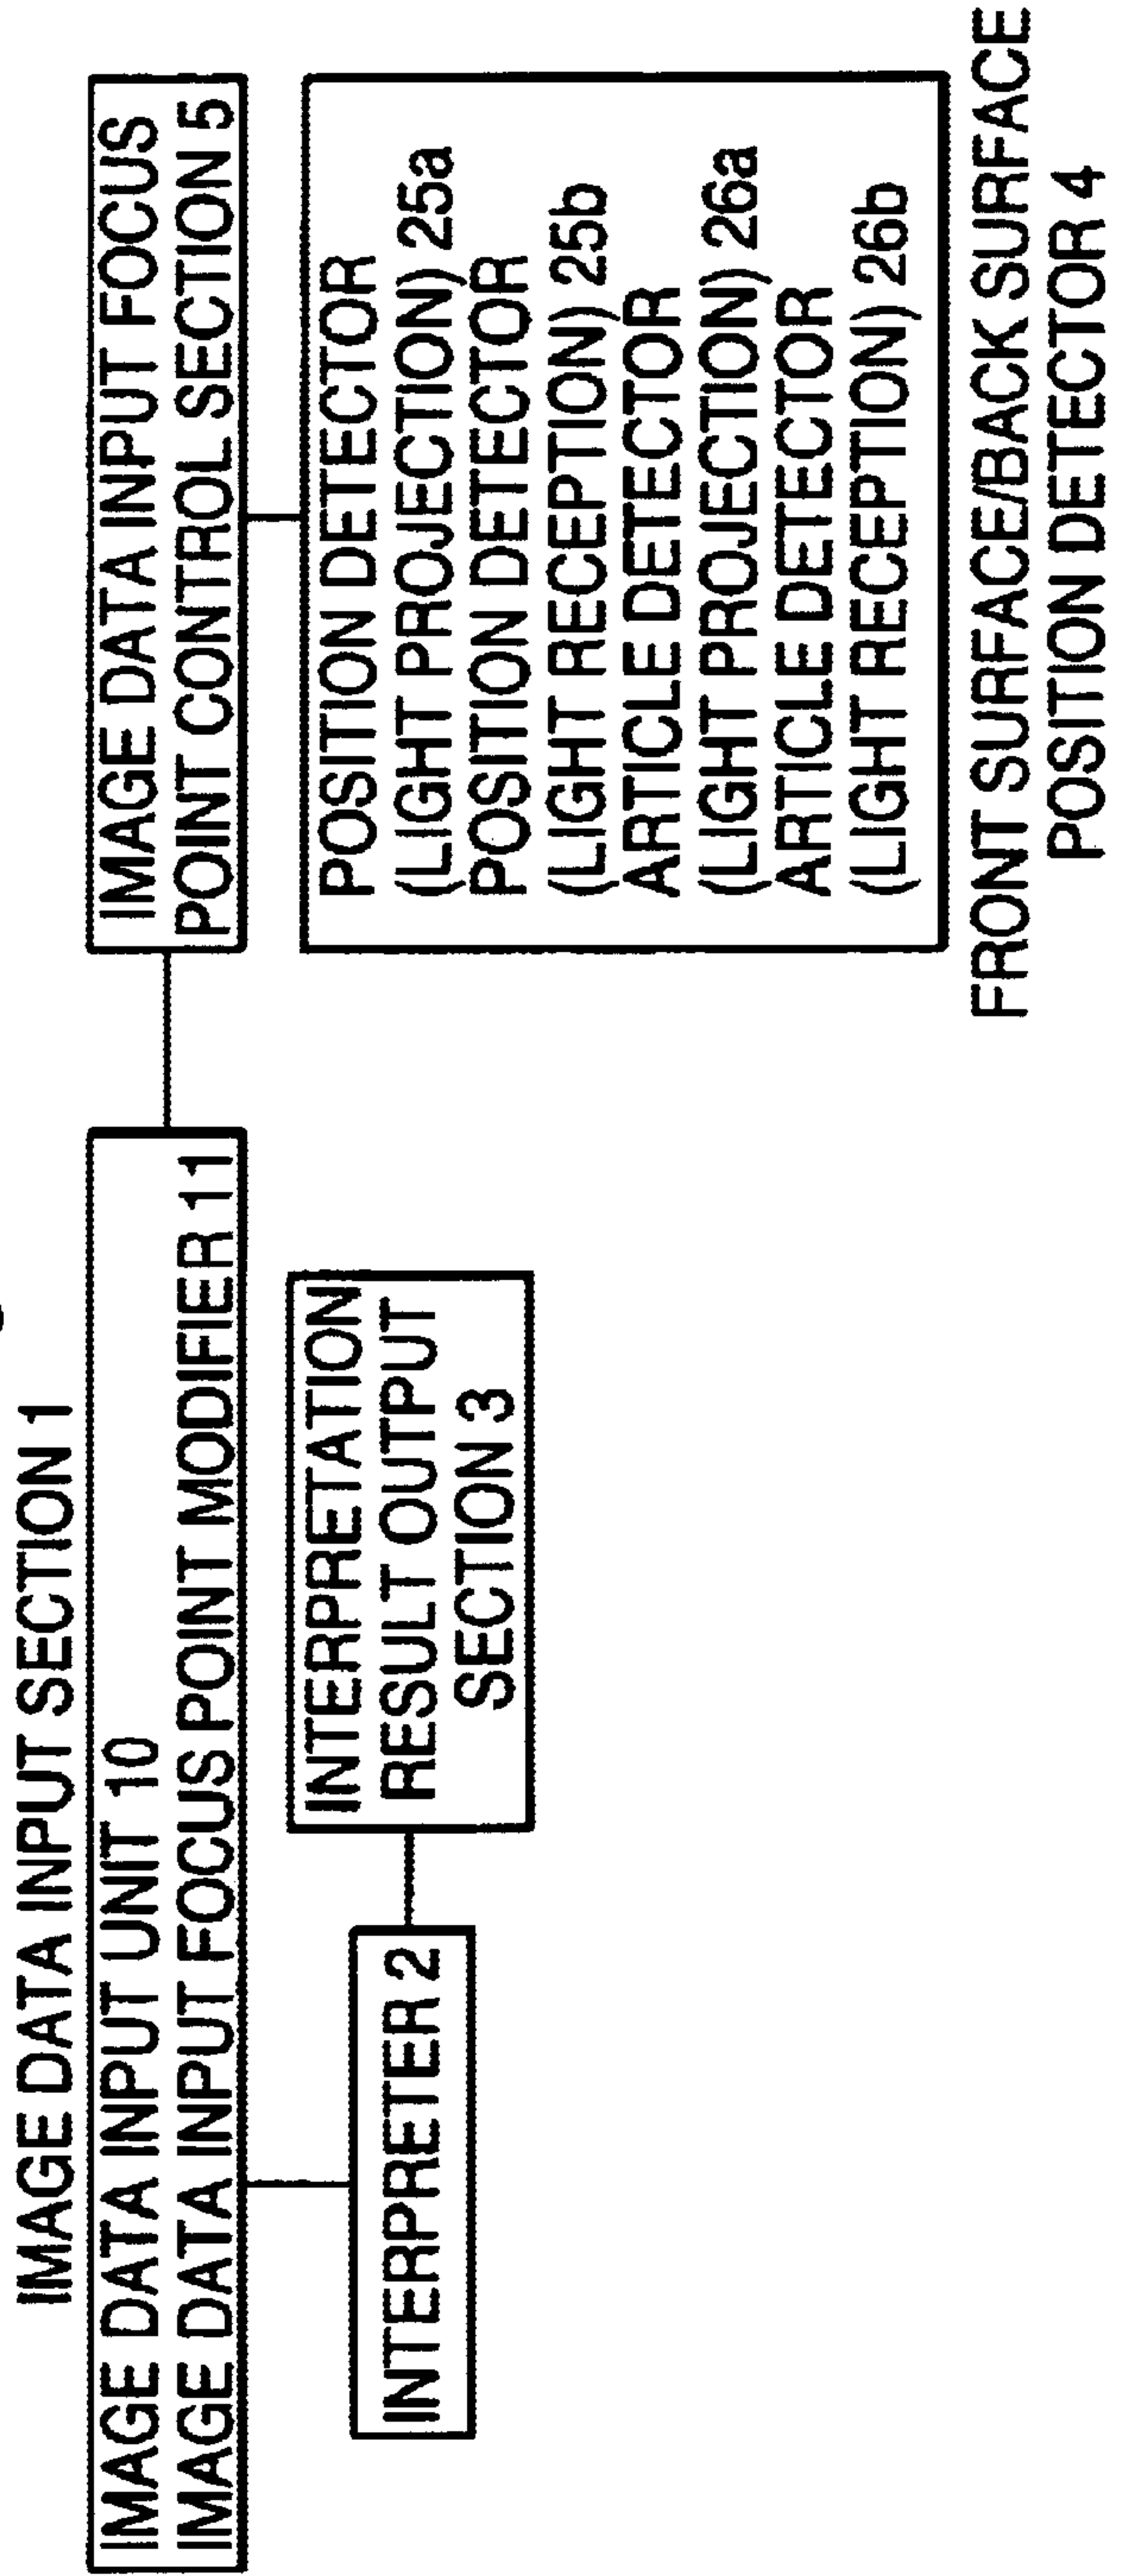 IMAGE DATA INPUT SECTION 1
IMAGE DATA INPUT UNIT 10
IMAGE DATA INPUT FOCUS POINT MODIFIER 11
IMAGE DATA INPUT FOCUS
POINT CONTROL SECTION 5
INTERPRETER 2
INTERPRETATION
RESULT OUTPUT
SECTION 3
POSITION DETECTOR
(LIGHT PROJECTION) 25a
POSITION DETECTOR
(LIGHT RECEPTION) 25b
ARTICLE DETECTOR
(LIGHT PROJECTION) 26a
ARTICLE DETECTOR
(LIGHT RECEPTION) 26b
FRONT SURFACE/BACK SURFACE
POSITION DETECTOR 4